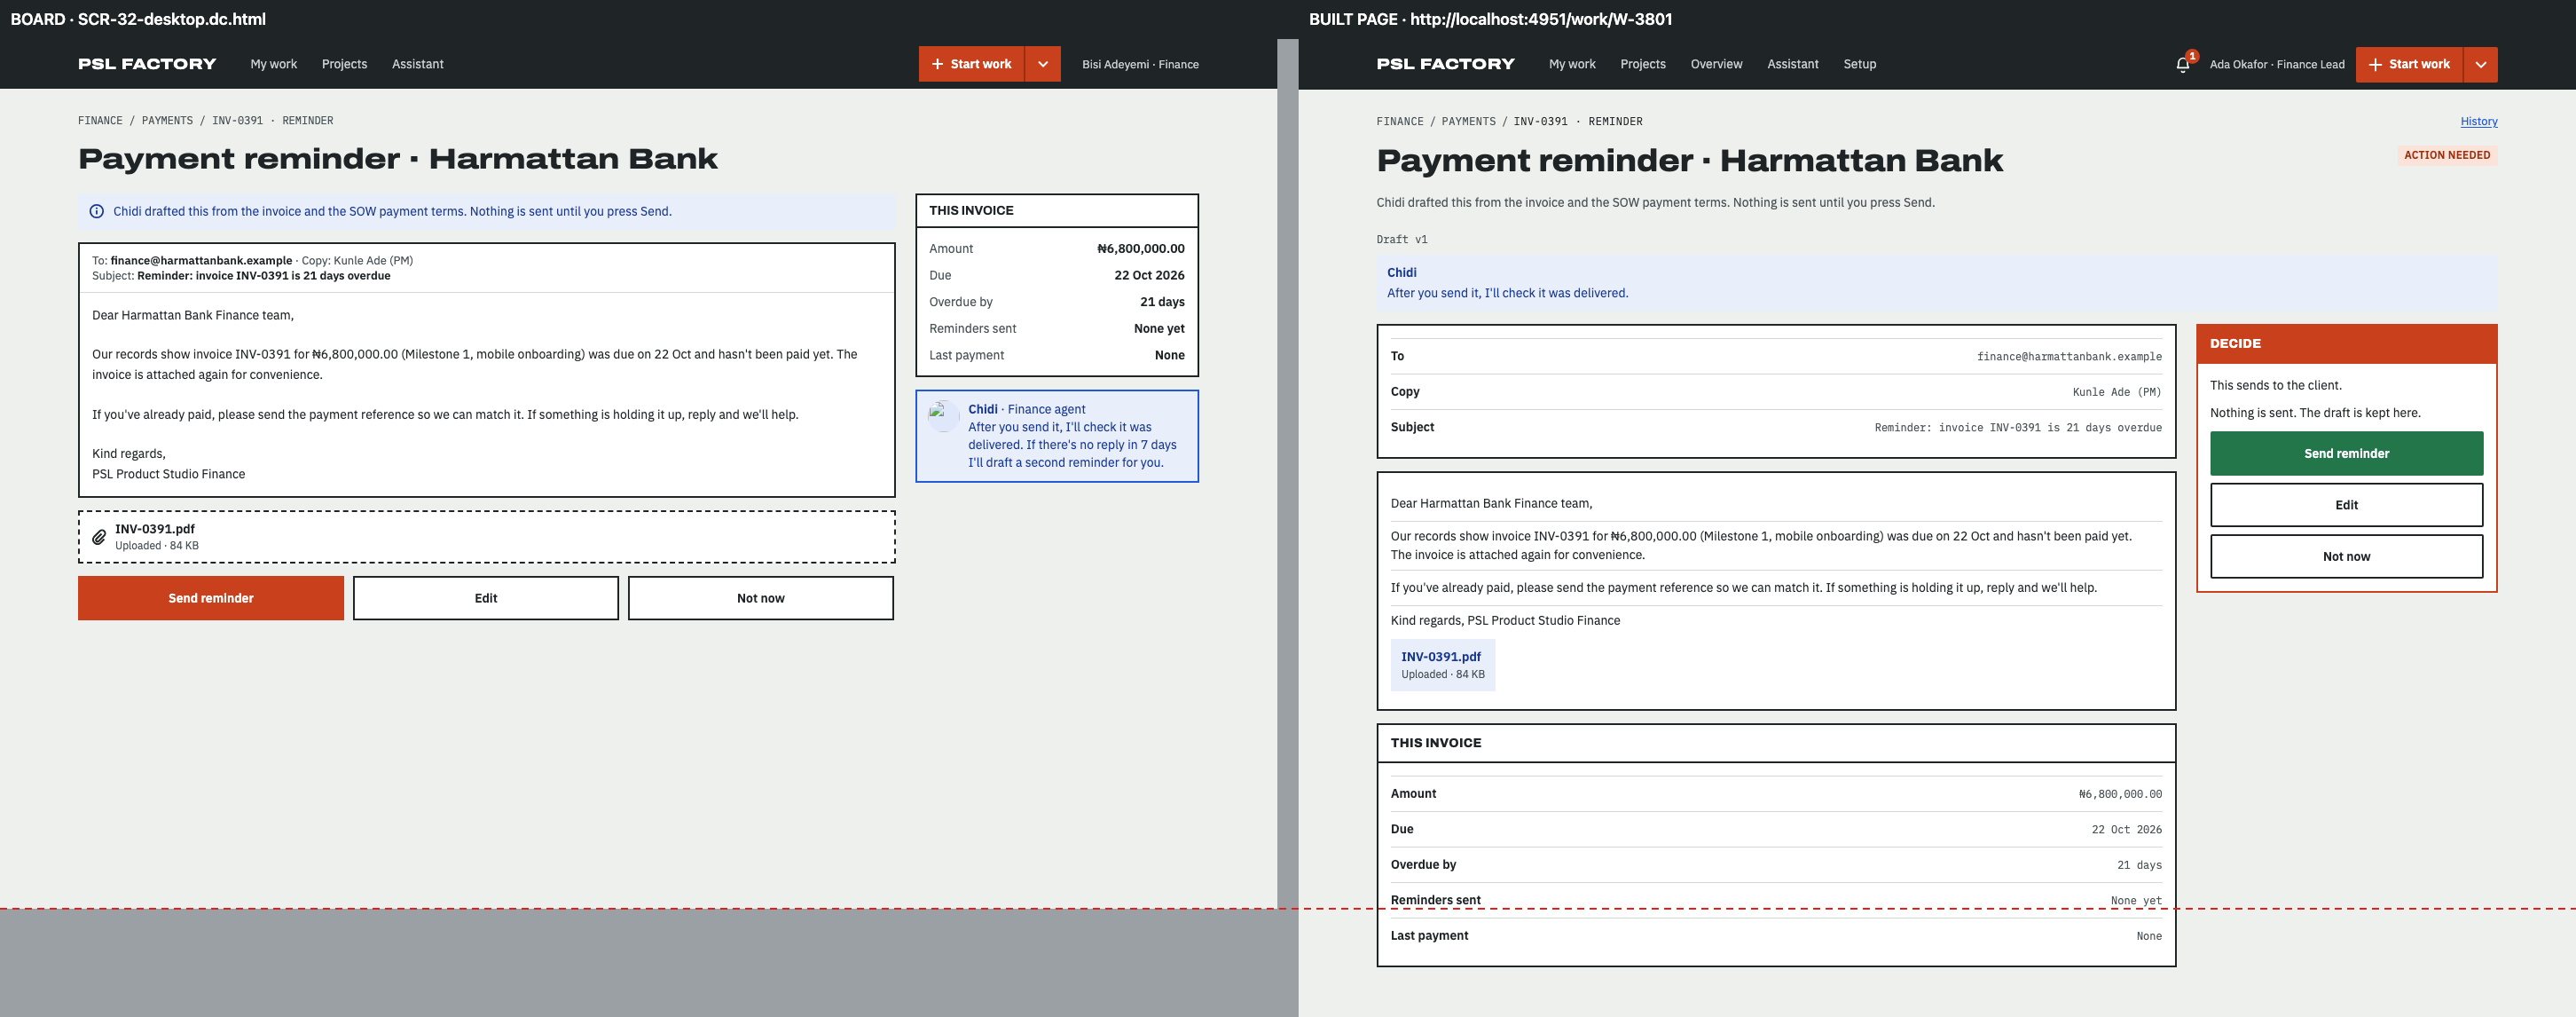 BOARD · SCR-32-desktop.dc.html
PSL FACTORY
My work
Projects
Assistant
+ Start work
Bisi Adeyemi · Finance
FINANCE / PAYMENTS / INV-0391 · REMINDER
Payment reminder · Harmattan Bank
Chidi drafted this from the invoice and the SOW payment terms. Nothing is sent until you press Send.
To: finance@harmattanbank.example · Copy: Kunle Ade (PM)
Subject: Reminder: invoice INV-0391 is 21 days overdue
Dear Harmattan Bank Finance team,
Our records show invoice INV-0391 for ₦6,800,000.00 (Milestone 1, mobile onboarding) was due on 22 Oct and hasn't been paid yet. The
invoice is attached again for convenience.
If you've already paid, please send the payment reference so we can match it. If something is holding it up, reply and we'll help.
Kind regards,
PSL Product Studio Finance
INV-0391.pdf
Uploaded · 84 KB
Send reminder
Edit
Not now
THIS INVOICE
Amount ₦6,800,000.00
Due 22 Oct 2026
Overdue by 21 days
Reminders sent None yet
Last payment None
Chidi · Finance agent
After you send it, I'll check it was
delivered. If there's no reply in 7 days
I'll draft a second reminder for you.
BUILT PAGE · http://localhost:4951/work/W-3801
PSL FACTORY
My work
Projects
Overview
Assistant
Setup
1
Ada Okafor · Finance Lead
+ Start work
FINANCE / PAYMENTS / INV-0391 · REMINDER
History
Payment reminder · Harmattan Bank
ACTION NEEDED
Chidi drafted this from the invoice and the SOW payment terms. Nothing is sent until you press Send.
Draft v1
Chidi
After you send it, I'll check it was delivered.
To finance@harmattanbank.example
Copy Kunle Ade (PM)
Subject Reminder: invoice INV-0391 is 21 days overdue
Dear Harmattan Bank Finance team,
Our records show invoice INV-0391 for ₦6,800,000.00 (Milestone 1, mobile onboarding) was due on 22 Oct and hasn't been paid yet.
The invoice is attached again for convenience.
If you've already paid, please send the payment reference so we can match it. If something is holding it up, reply and we'll help.
Kind regards, PSL Product Studio Finance
INV-0391.pdf
Uploaded · 84 KB
THIS INVOICE
Amount ₦6,800,000.00
Due 22 Oct 2026
Overdue by 21 days
Reminders sent None yet
Last payment None
DECIDE
This sends to the client.
Nothing is sent. The draft is kept here.
Send reminder
Edit
Not now